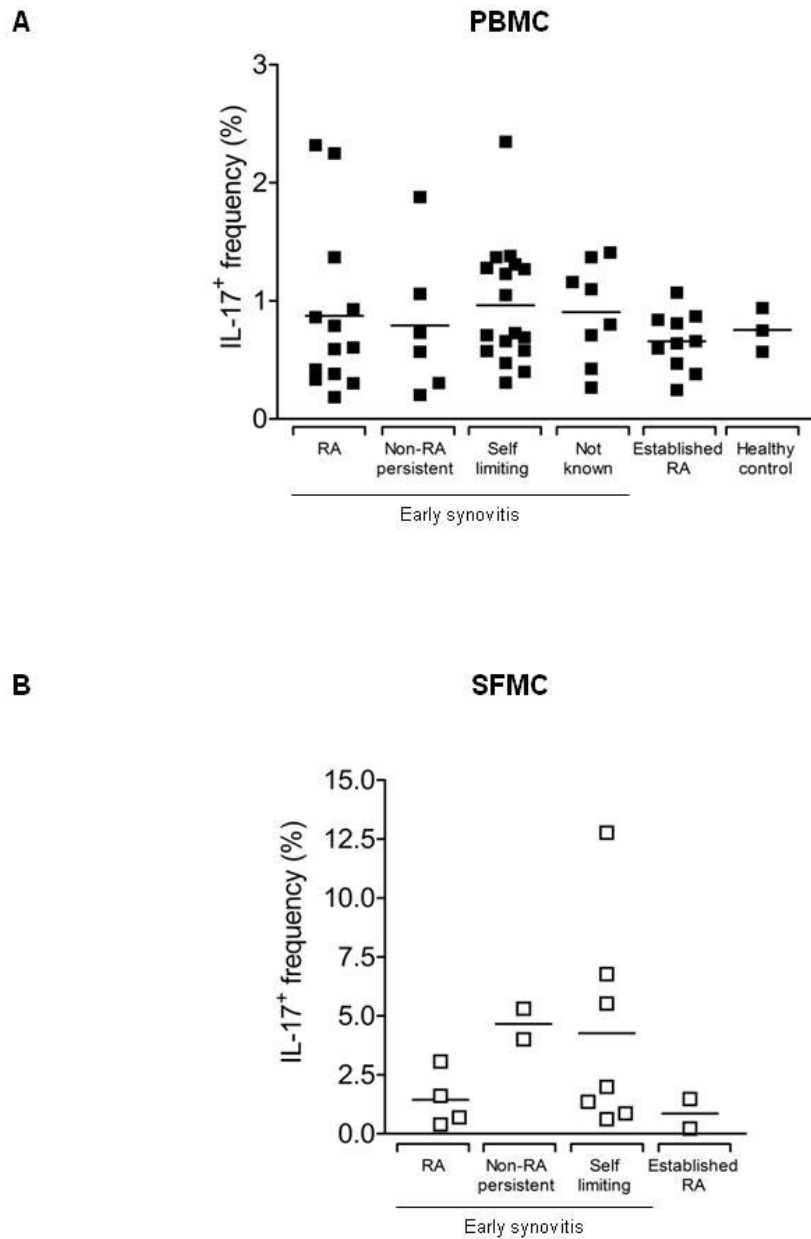 A
PBMC
IL-17+ frequency (%)
3
2
1
0
RA
Non-RA
persistent
Self
limiting
Not
known
Established
RA
Healthy
control
Early synovitis
B
SFMC
IL-17+ frequency (%)
15.0
12.5
10.0
7.5
5.0
2.5
0.0
RA
Non-RA
persistent
Self
limiting
Established
RA
Early synovitis